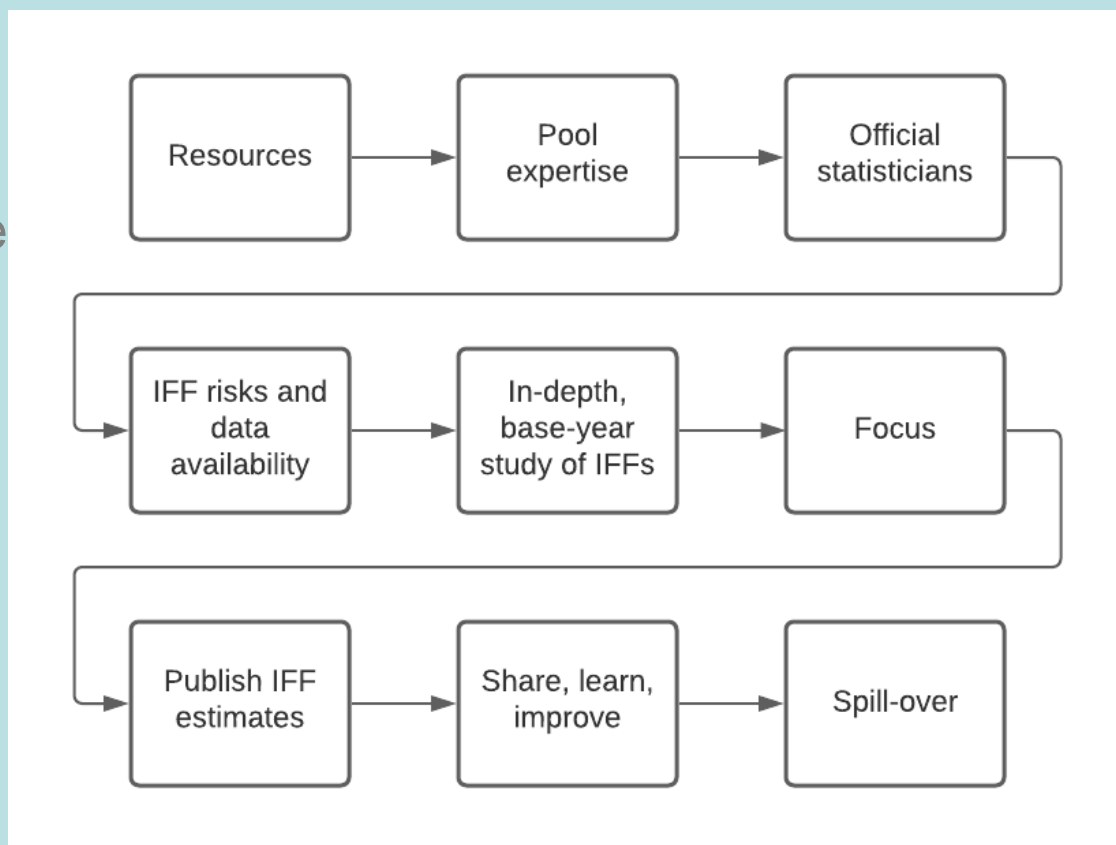 Resources
Pool
expertise
Official
statisticians
e
IFF risks and
data
availability
In-depth,
base-year
study of IFFs
Focus
Publish IFF
estimates
Share, learn,
improve
Spill-over